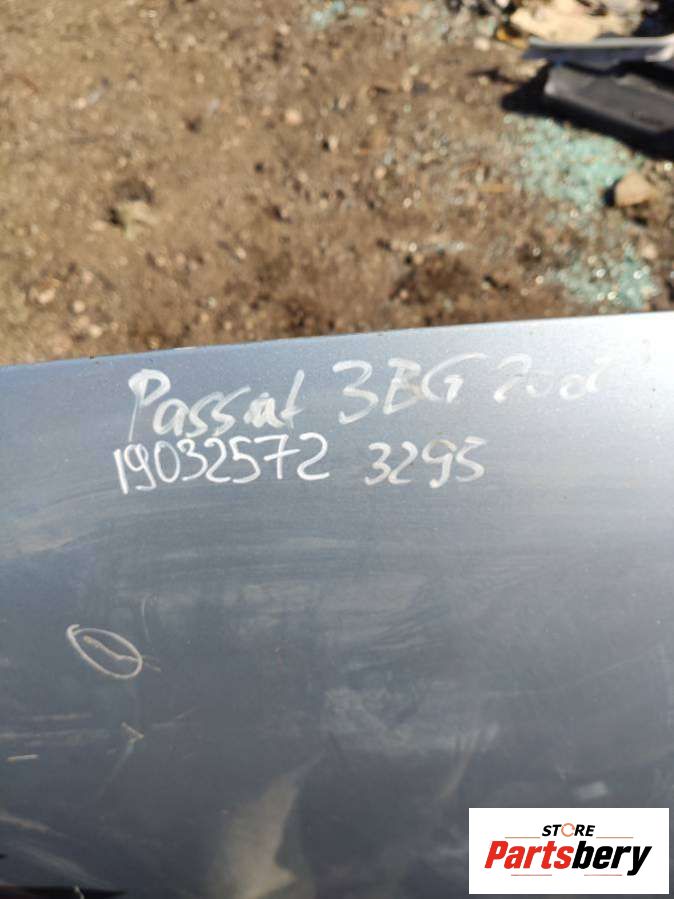 Passat 3BG
19032572 3295
STORE
Partsbery